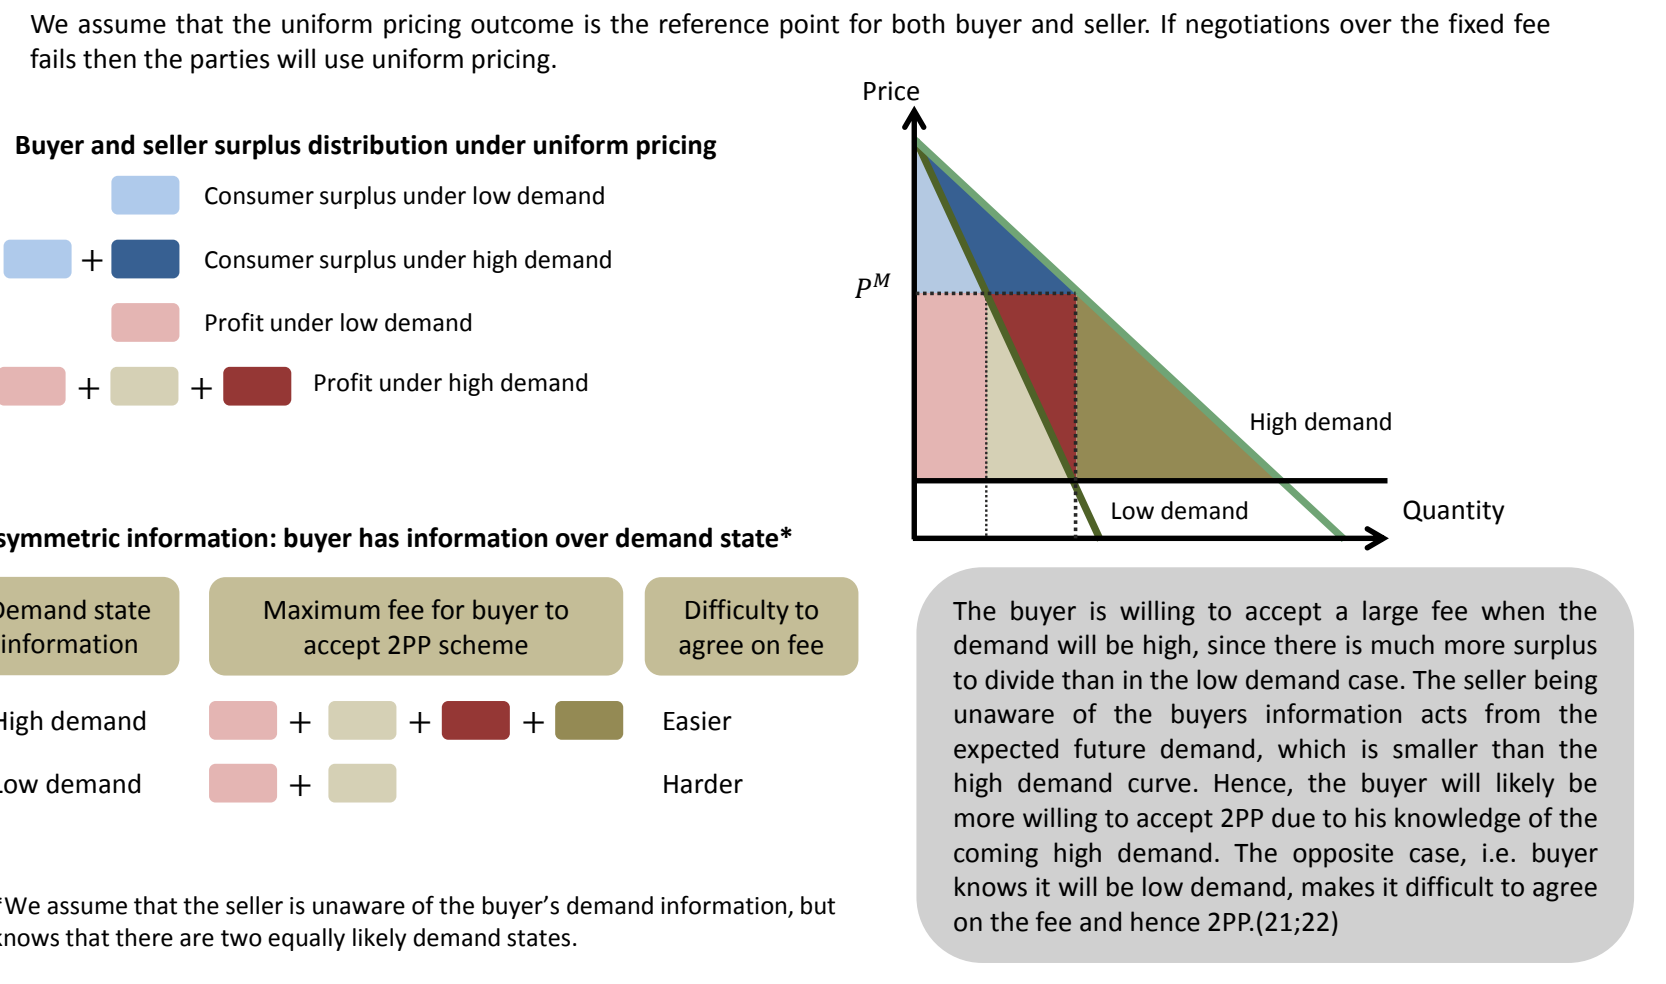 We assume that the uniform pricing outcome is the reference point for both buyer and seller. If negotiations over the fixed fee
fails then the parties will use uniform pricing.
Buyer and seller surplus distribution under uniform pricing
Consumer surplus under low demand
+ Consumer surplus under high demand
Profit under low demand
+ + Profit under high demand
Price
P^M
High demand
Low demand
Quantity
symmetric information: buyer has information over demand state*
Demand state
information
Maximum fee for buyer to
accept 2PP scheme
Difficulty to
agree on fee
High demand + + + Easier
Low demand + Harder
*We assume that the seller is unaware of the buyer’s demand information, but
knows that there are two equally likely demand states.
The buyer is willing to accept a large fee when the
demand will be high, since there is much more surplus
to divide than in the low demand case. The seller being
unaware of the buyers information acts from the
expected future demand, which is smaller than the
high demand curve. Hence, the buyer will likely be
more willing to accept 2PP due to his knowledge of the
coming high demand. The opposite case, i.e. buyer
knows it will be low demand, makes it difficult to agree
on the fee and hence 2PP.(21;22)